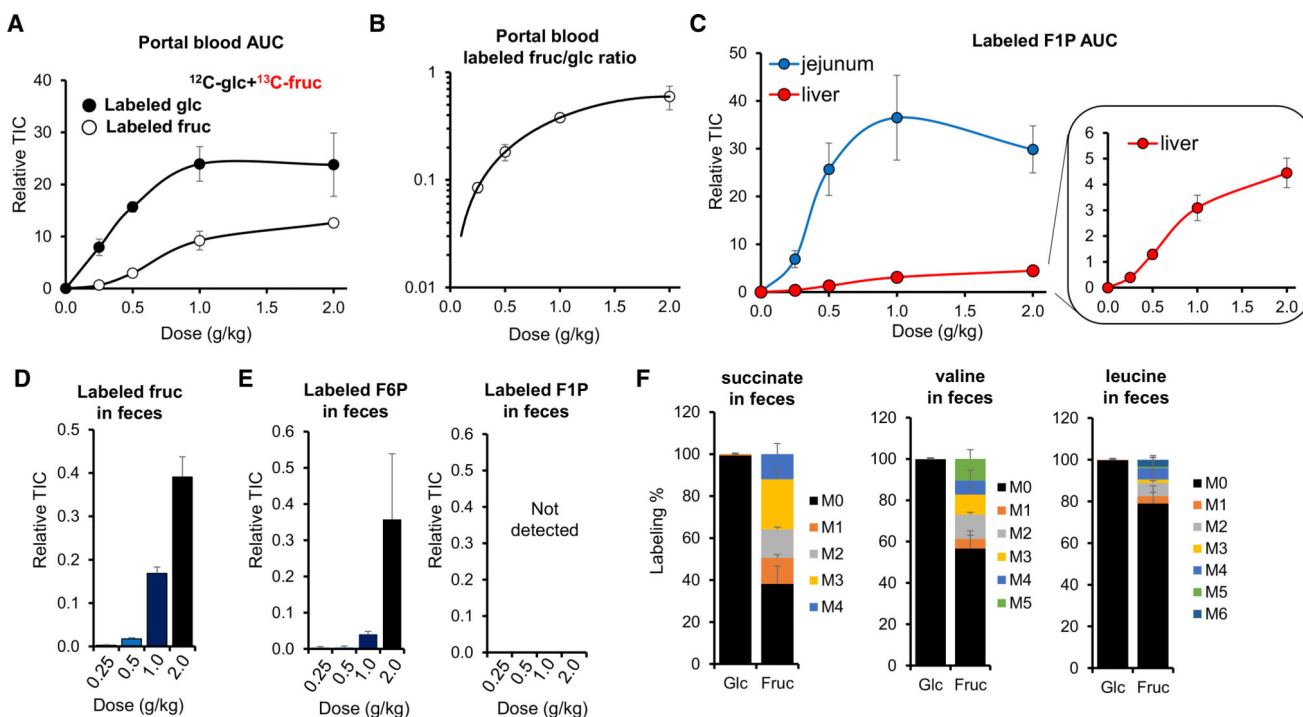 A
Portal blood AUC
¹²C-glc+¹³C-fruc
Labeled glc
Labeled fruc
Relative TIC
40
30
20
10
0
0.0 0.5 1.0 1.5 2.0
Dose (g/kg)
B
Portal blood
labeled fruc/glc ratio
1
0.1
0.01
0.0 0.5 1.0 1.5 2.0
Dose (g/kg)
C
Labeled F1P AUC
jejunum
liver
Relative TIC
50
40
30
20
10
0
0.0 0.5 1.0 1.5 2.0
Dose (g/kg)
liver
6
5
4
3
2
1
0
0.0 0.5 1.0 1.5 2.0
D
Labeled fruc
in feces
Relative TIC
0.5
0.4
0.3
0.2
0.1
0.0
0.25 0.5 1.0 2.0
Dose (g/kg)
E
Labeled F6P
in feces
Relative TIC
0.6
0.5
0.4
0.3
0.2
0.1
0.0
0.25 0.5 1.0 2.0
Dose (g/kg)
Labeled F1P
in feces
0.6
0.5
0.4
0.3
0.2
0.1
0.0
Not
detected
0.25 0.5 1.0 2.0
Dose (g/kg)
F
succinate
in feces
Labeling %
120
100
80
60
40
20
0
Glc Fruc
M0
M1
M2
M3
M4
valine
in feces
120
100
80
60
40
20
0
Glc Fruc
M0
M1
M2
M3
M4
M5
leucine
in feces
120
100
80
60
40
20
0
Glc Fruc
M0
M1
M2
M3
M4
M5
M6